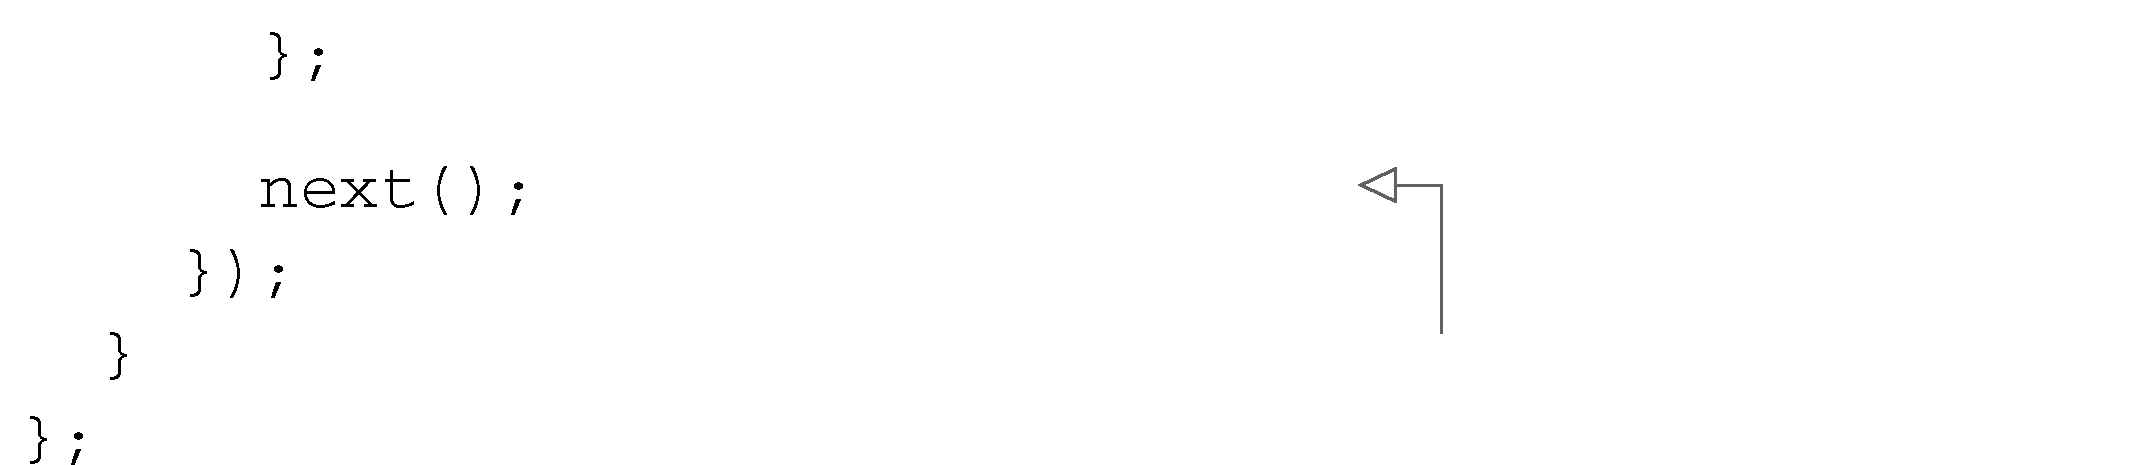 };

      next();
    });
  }
};